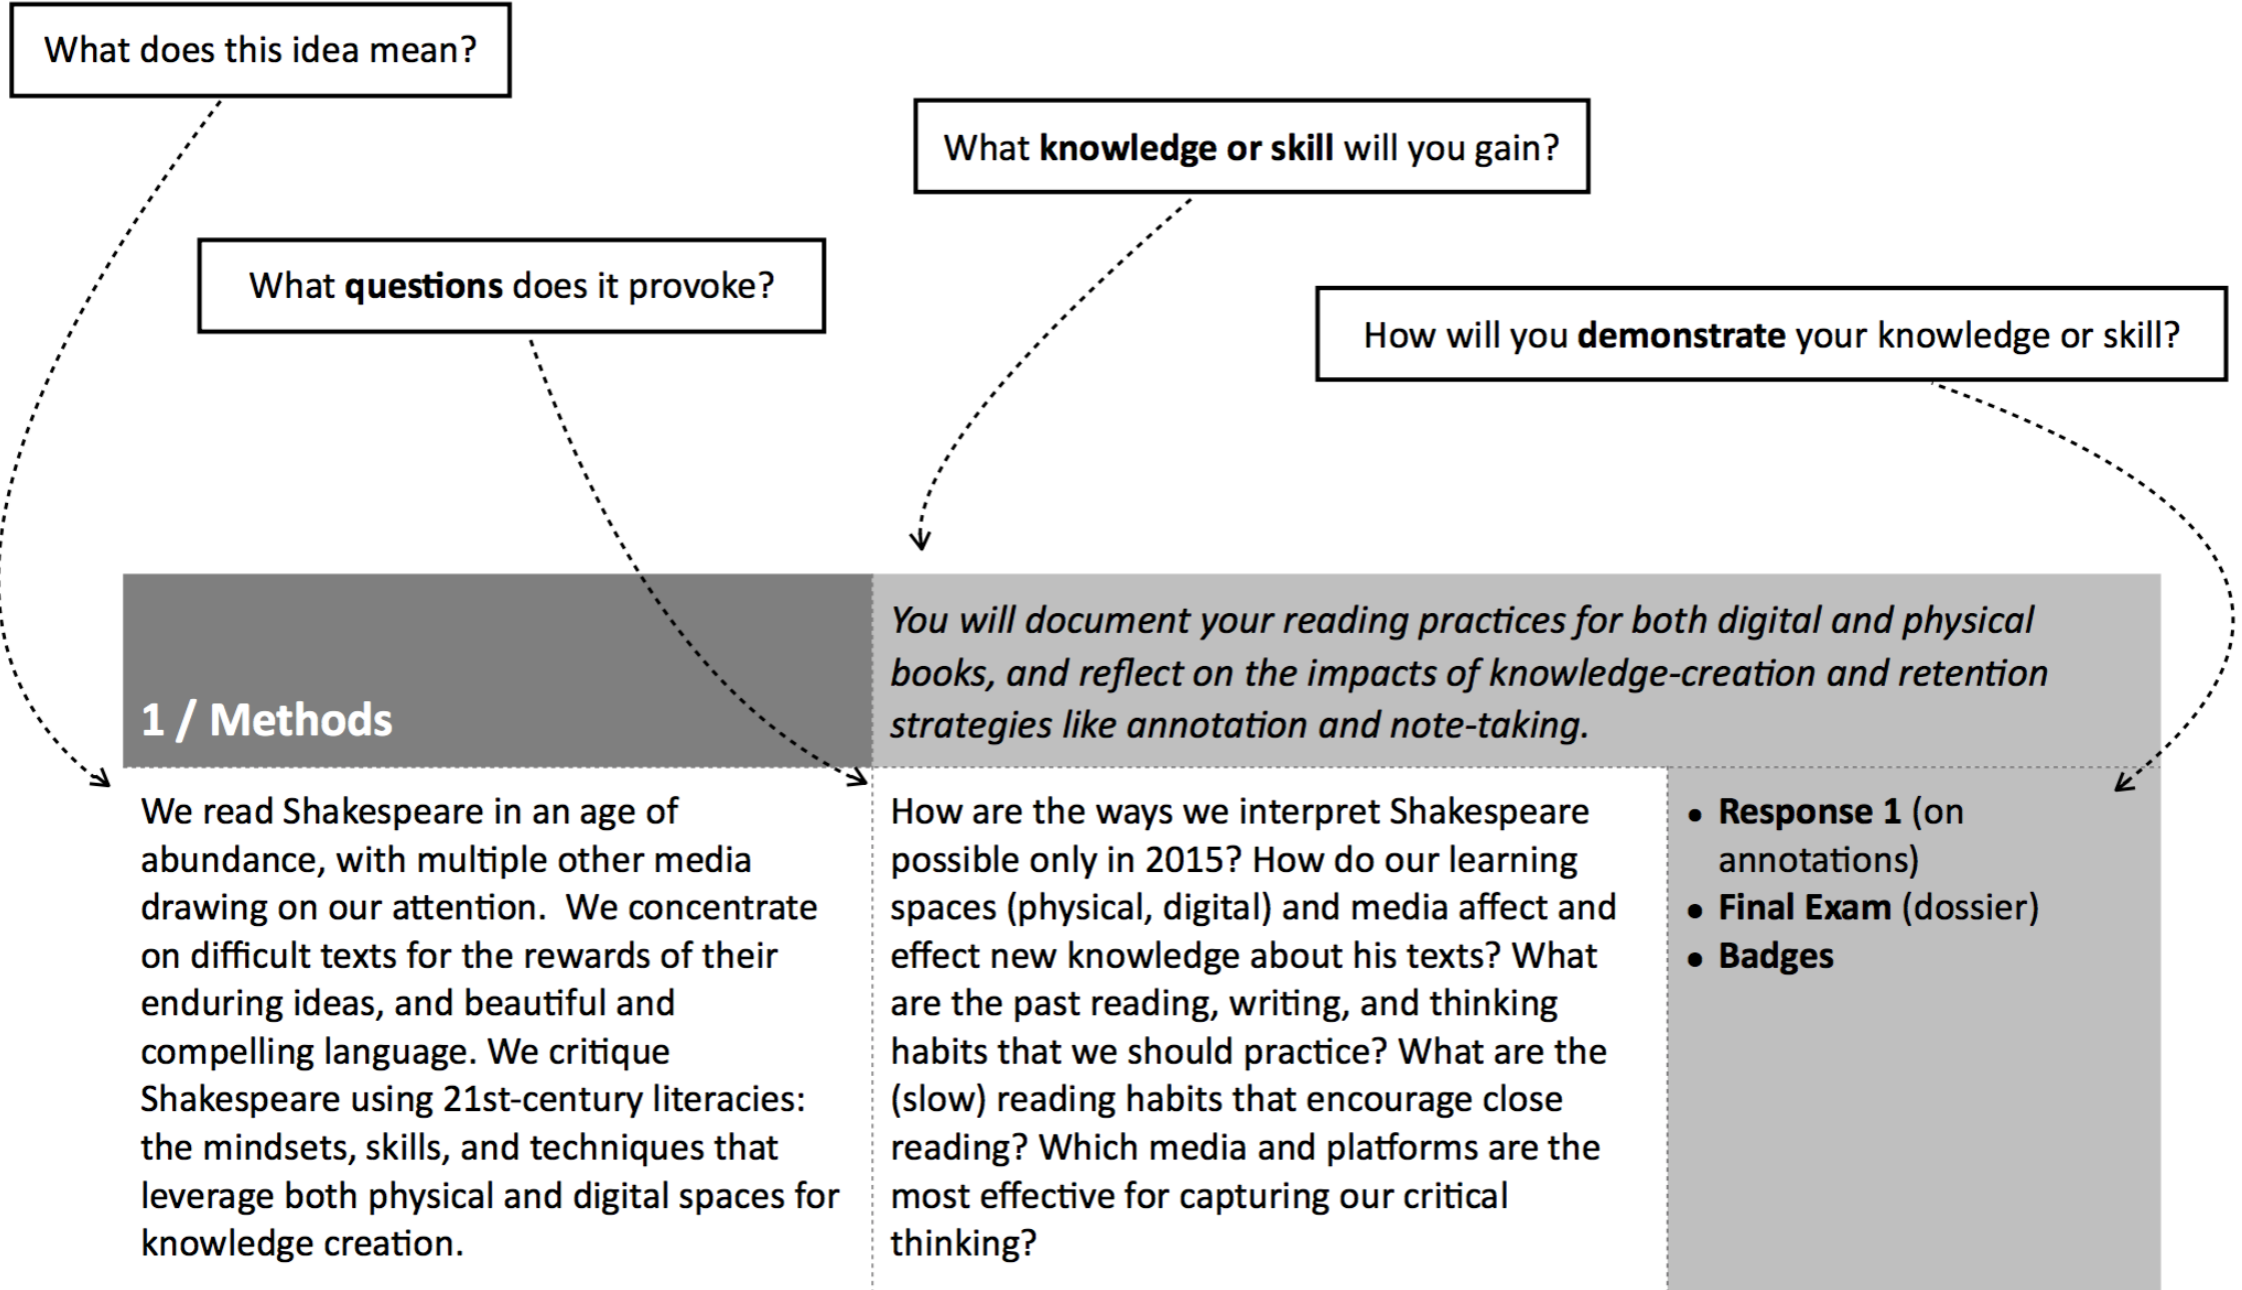 What does this idea mean?
What knowledge or skill will you gain?
What questions does it provoke?
How will you demonstrate your knowledge or skill?
1 / Methods
You will document your reading practices for both digital and physical
books, and reflect on the impacts of knowledge-creation and retention
strategies like annotation and note-taking.
We read Shakespeare in an age of
abundance, with multiple other media
drawing on our attention.  We concentrate
on difficult texts for the rewards of their
enduring ideas, and beautiful and
compelling language. We critique
Shakespeare using 21st-century literacies:
the mindsets, skills, and techniques that
leverage both physical and digital spaces for
knowledge creation.
How are the ways we interpret Shakespeare
possible only in 2015? How do our learning
spaces (physical, digital) and media affect and
effect new knowledge about his texts? What
are the past reading, writing, and thinking
habits that we should practice? What are the
(slow) reading habits that encourage close
reading? Which media and platforms are the
most effective for capturing our critical
thinking?
• Response 1 (on
annotations)
• Final Exam (dossier)
• Badges